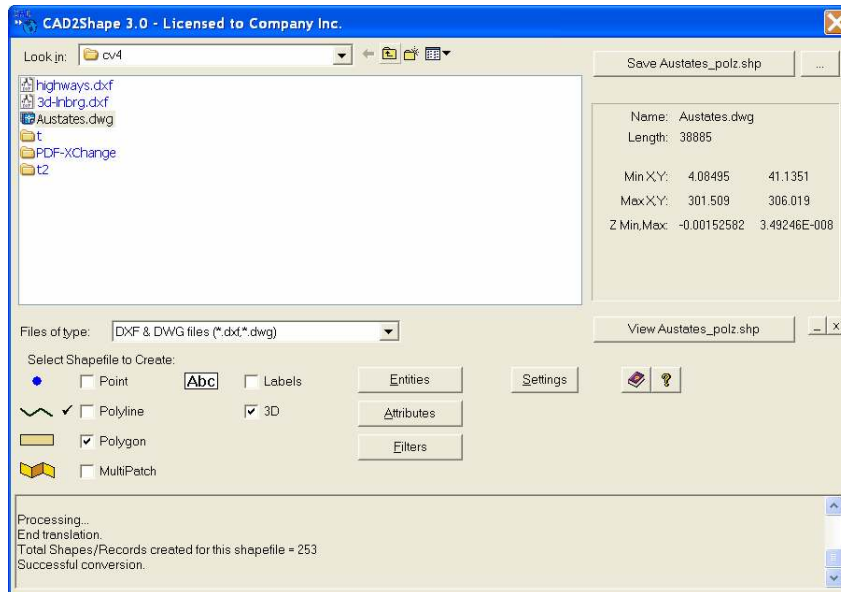 CAD2Shape 3.0 - Licensed to Company Inc.
Look in: cv4
Save Austates_polz.shp ...
highways.dxf
3d-lnbrg.dxf
Austates.dwg
t
PDF-XChange
t2
Name: Austates.dwg
Length: 38885
Min X,Y: 4.08495 41.1351
Max X,Y: 301.509 306.019
Z Min,Max: -0.00152582 3.49246E-008
Files of type: DXF & DWG files (*.dxf,*.dwg)
View Austates_polz.shp _ x
Select Shapefile to Create:
Point Abc Labels Entities Settings ?
Polyline 3D Attributes
Polygon Filters
MultiPatch
Processing...
End translation.
Total Shapes/Records created for this shapefile = 253
Successful conversion.